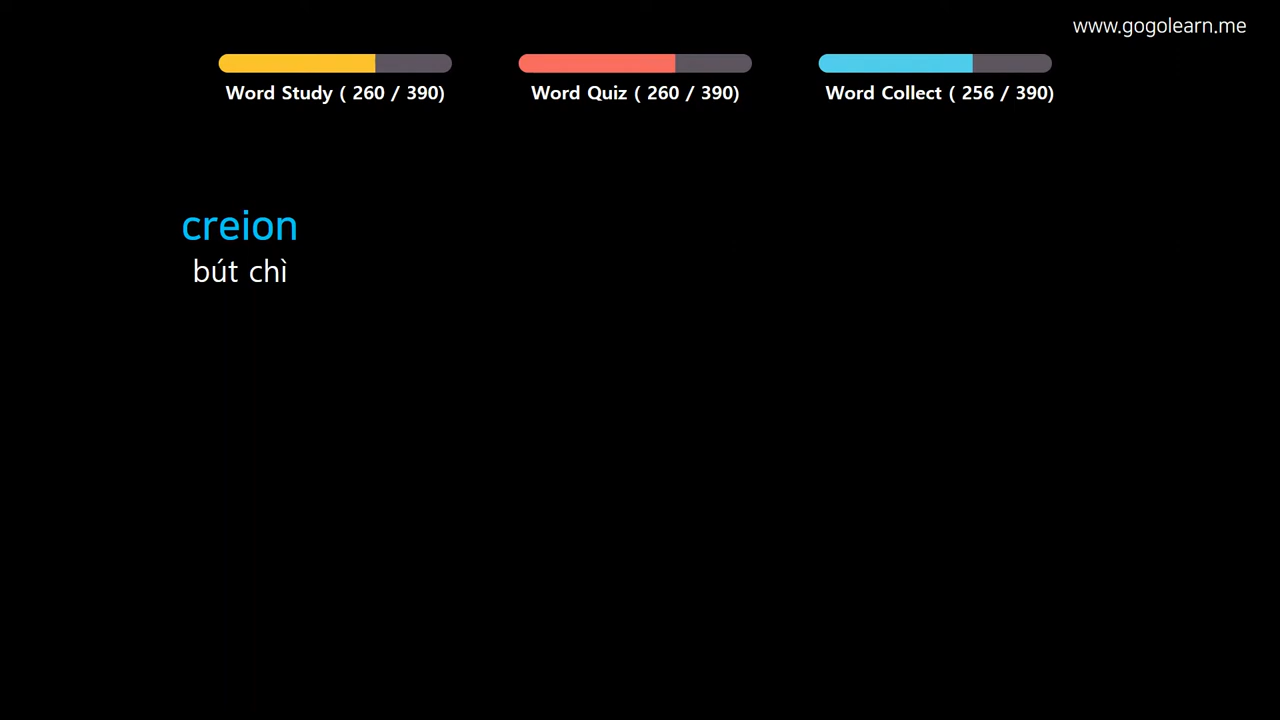 www.gogolearn.me
Word Study ( 260 / 390)
Word Quiz ( 260 / 390)
Word Collect ( 256 / 390)
creion
bút chì